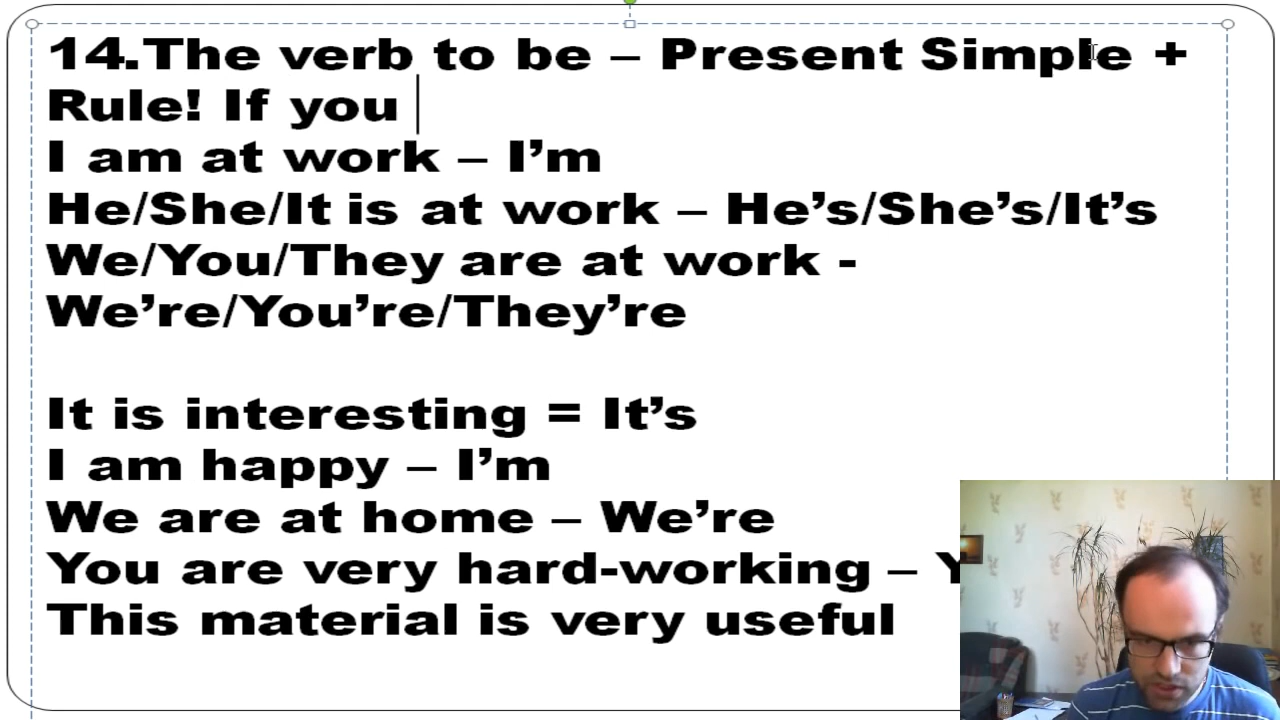 14.The verb to be – Present Simple +
Rule! If you
I am at work – I’m
He/She/It is at work – He’s/She’s/It’s
We/You/They are at work -
We’re/You’re/They’re
It is interesting = It’s
I am happy – I’m
We are at home – We’re
You are very hard-working –
This material is very useful